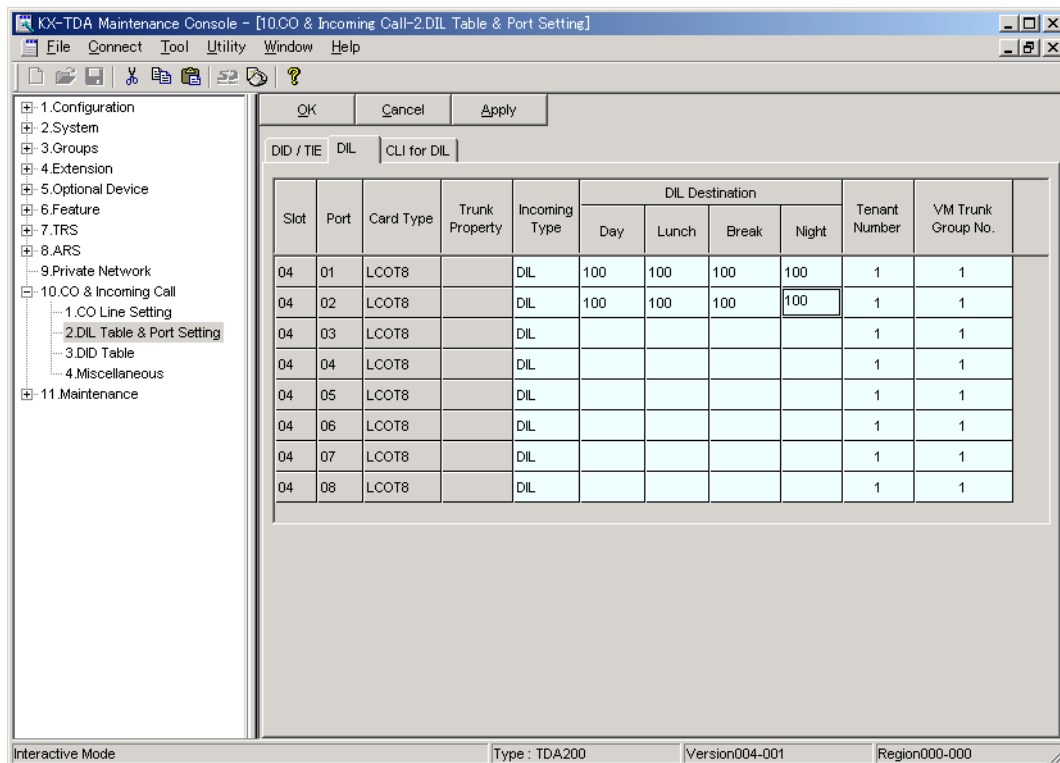 KX-TDA Maintenance Console - [10.CO & Incoming Call-2.DIL Table & Port Setting]
File Connect Tool Utility Window Help
1.Configuration
2.System
3.Groups
4.Extension
5.Optional Device
6.Feature
7.TRS
8.ARS
9.Private Network
10.CO & Incoming Call
1.CO Line Setting
2.DIL Table & Port Setting
3.DID Table
4.Miscellaneous
11.Maintenance
OK Cancel Apply
DID / TIE DIL CLI for DIL
Slot Port Card Type Trunk Property Incoming Type DIL Destination Tenant Number VM Trunk Group No.
Day Lunch Break Night
04 01 LCOT8 DIL 100 100 100 100 1 1
04 02 LCOT8 DIL 100 100 100 100 1 1
04 03 LCOT8 DIL 1 1
04 04 LCOT8 DIL 1 1
04 05 LCOT8 DIL 1 1
04 06 LCOT8 DIL 1 1
04 07 LCOT8 DIL 1 1
04 08 LCOT8 DIL 1 1
Interactive Mode Type : TDA200 Version004-001 Region000-000